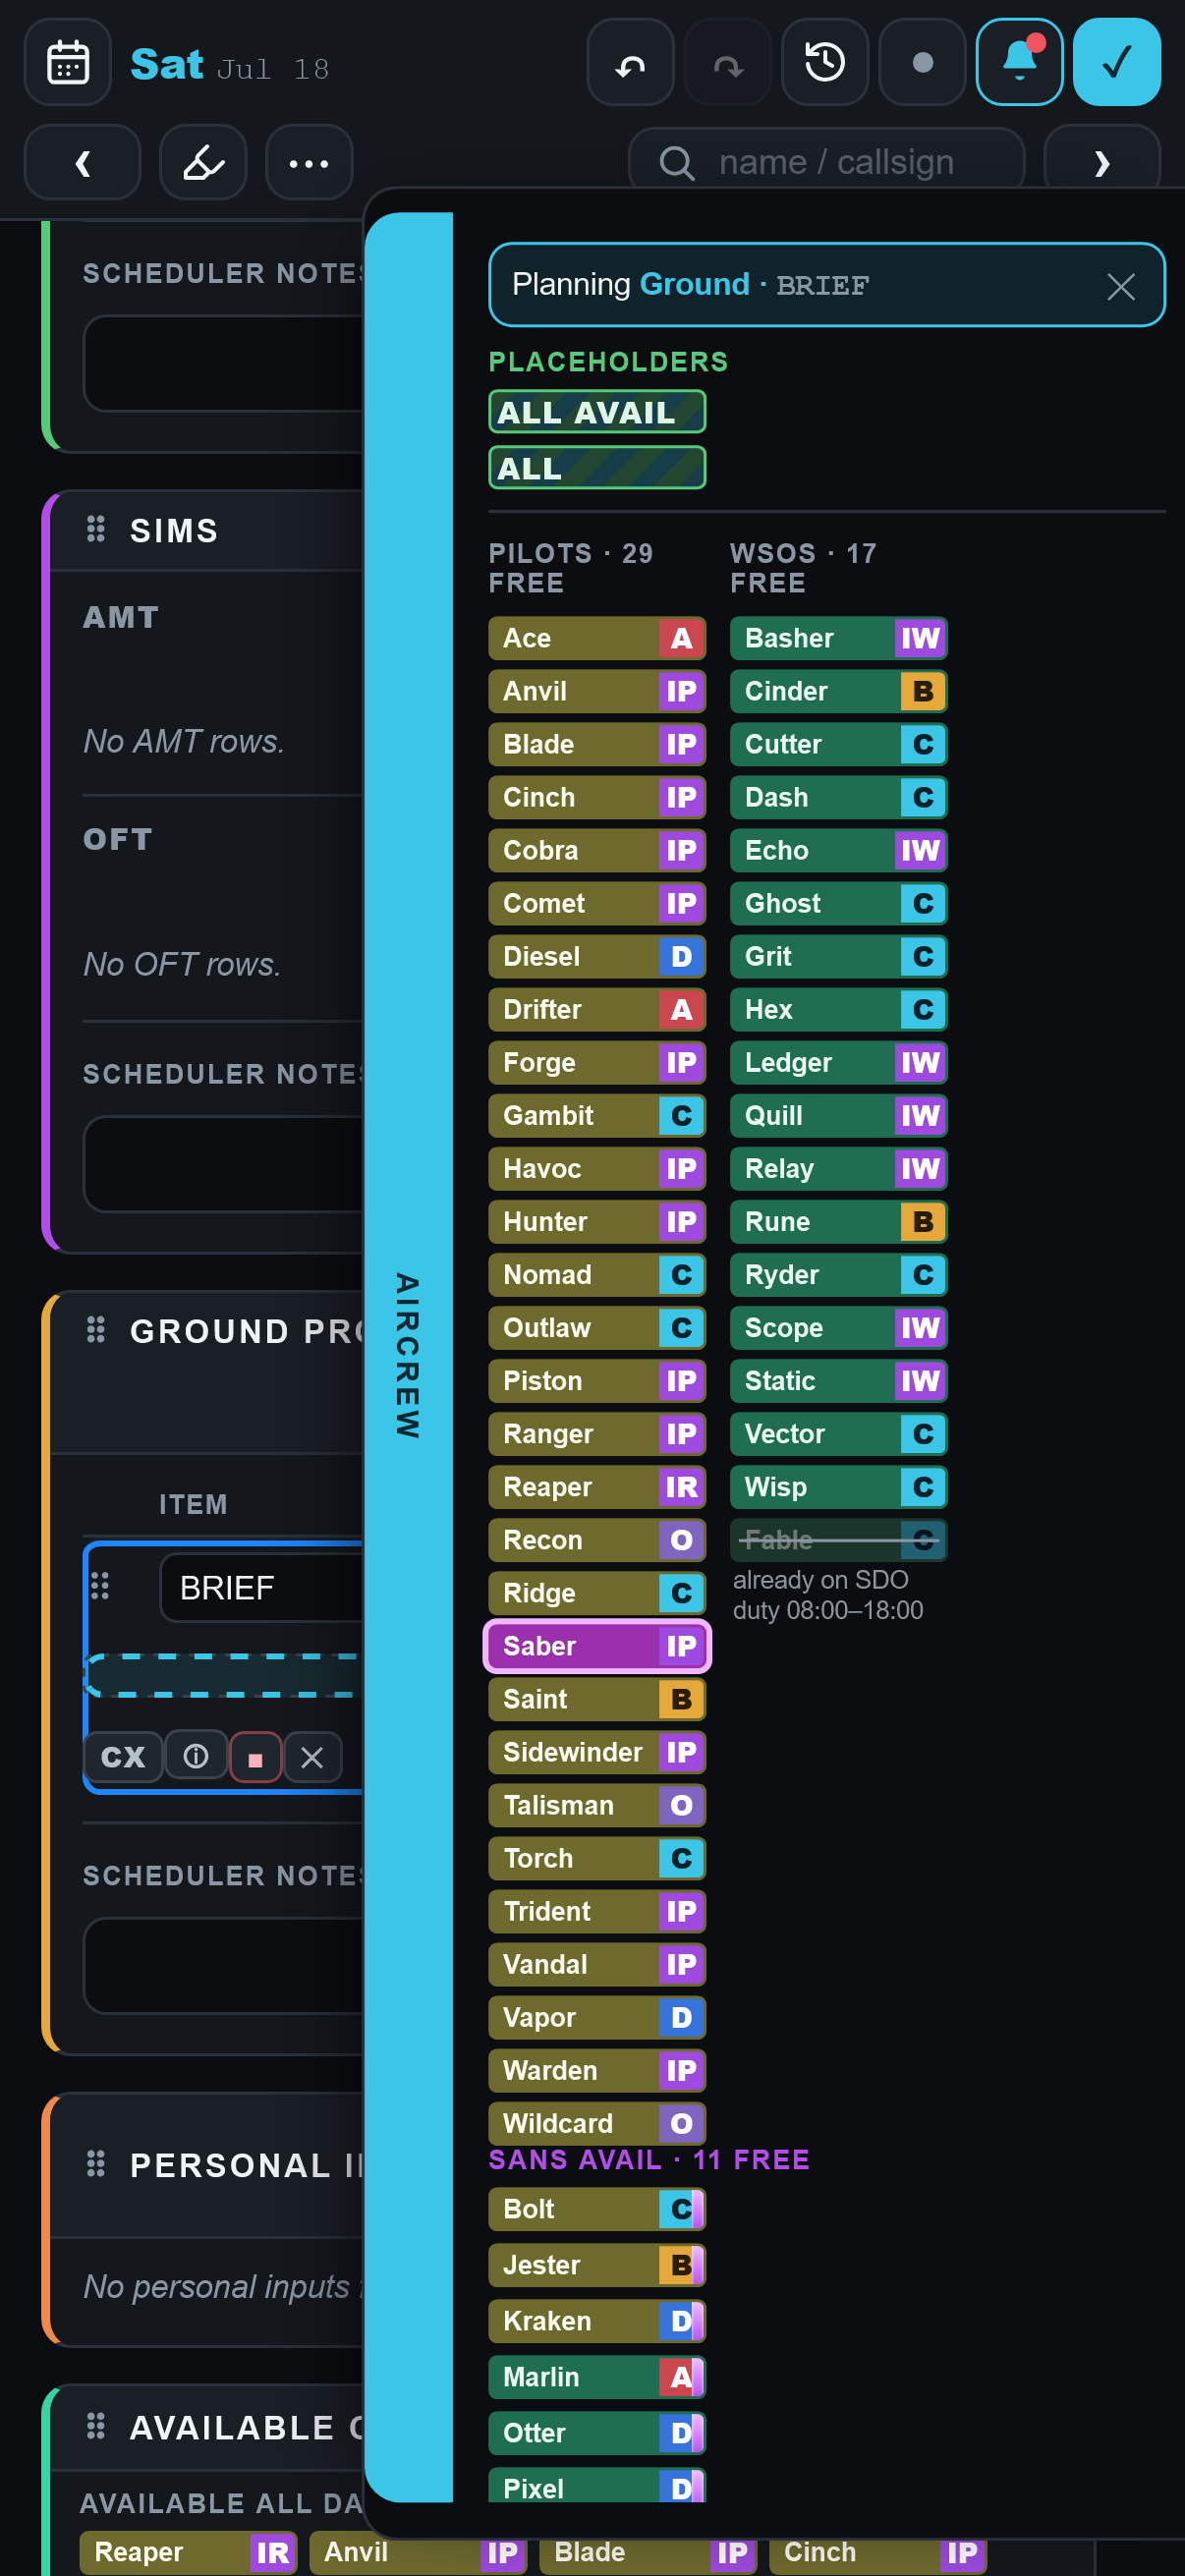 Sat Jul 18
name / callsign
SCHEDULER NOTES
SIMS
AMT
No AMT rows.
OFT
No OFT rows.
SCHEDULER NOTES
GROUND PRO
ITEM
BRIEF
CX
SCHEDULER NOTES
PERSONAL I
No personal inputs
AVAILABLE
AVAILABLE ALL DA
Reaper IR
Anvil IP
Blade IP
Cinch IP
AIRCREW
Planning Ground · BRIEF
PLACEHOLDERS
ALL AVAIL
ALL
PILOTS · 29
FREE
Ace A
Anvil IP
Blade IP
Cinch IP
Cobra IP
Comet IP
Diesel D
Drifter A
Forge IP
Gambit C
Havoc IP
Hunter IP
Nomad C
Outlaw C
Piston IP
Ranger IP
Reaper IR
Recon O
Ridge C
Saber IP
Saint B
Sidewinder IP
Talisman O
Torch C
Trident IP
Vandal IP
Vapor D
Warden IP
Wildcard O
WSOS · 17
FREE
Basher IW
Cinder B
Cutter C
Dash C
Echo IW
Ghost C
Grit C
Hex C
Ledger IW
Quill IW
Relay IW
Rune B
Ryder C
Scope IW
Static IW
Vector C
Wisp C
Fable C
already on SDO
duty 08:00–18:00
SANS AVAIL · 11 FREE
Bolt C
Jester B
Kraken D
Marlin A
Otter D
Pixel D